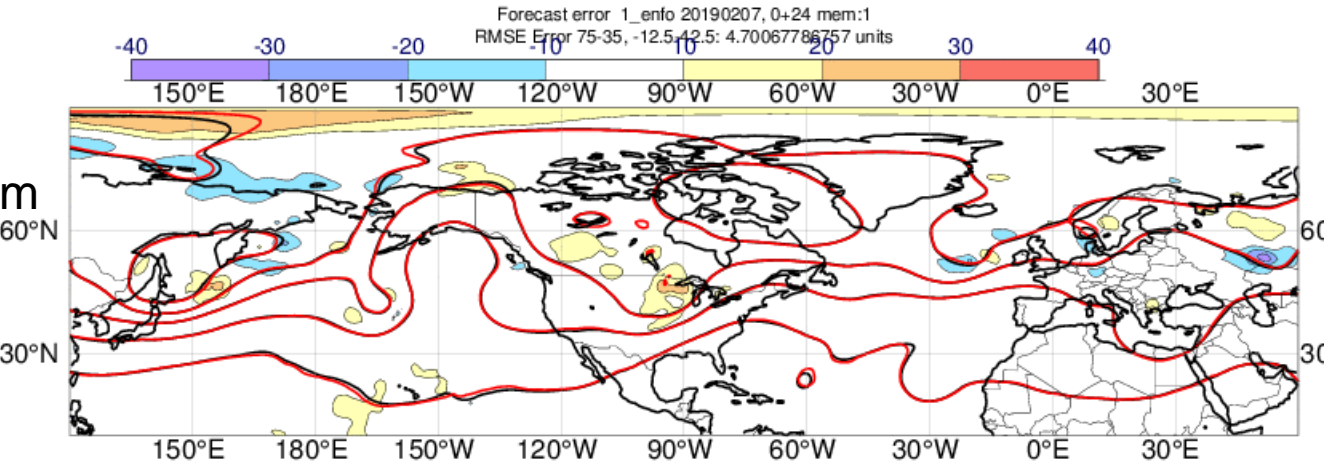 Forecast error 1_enfo 20190207, 0+24 mem:1
RMSE Error 75-35, -12.5-42.5: 4.70067786757 units
-40 -30 -20 -10 10 20 30 40
150°E 180°E 150°W 120°W 90°W 60°W 30°W 0°E 30°E
m
60°N 60
30°N 30
150°E 180°E 150°W 120°W 90°W 60°W 30°W 0°E 30°E